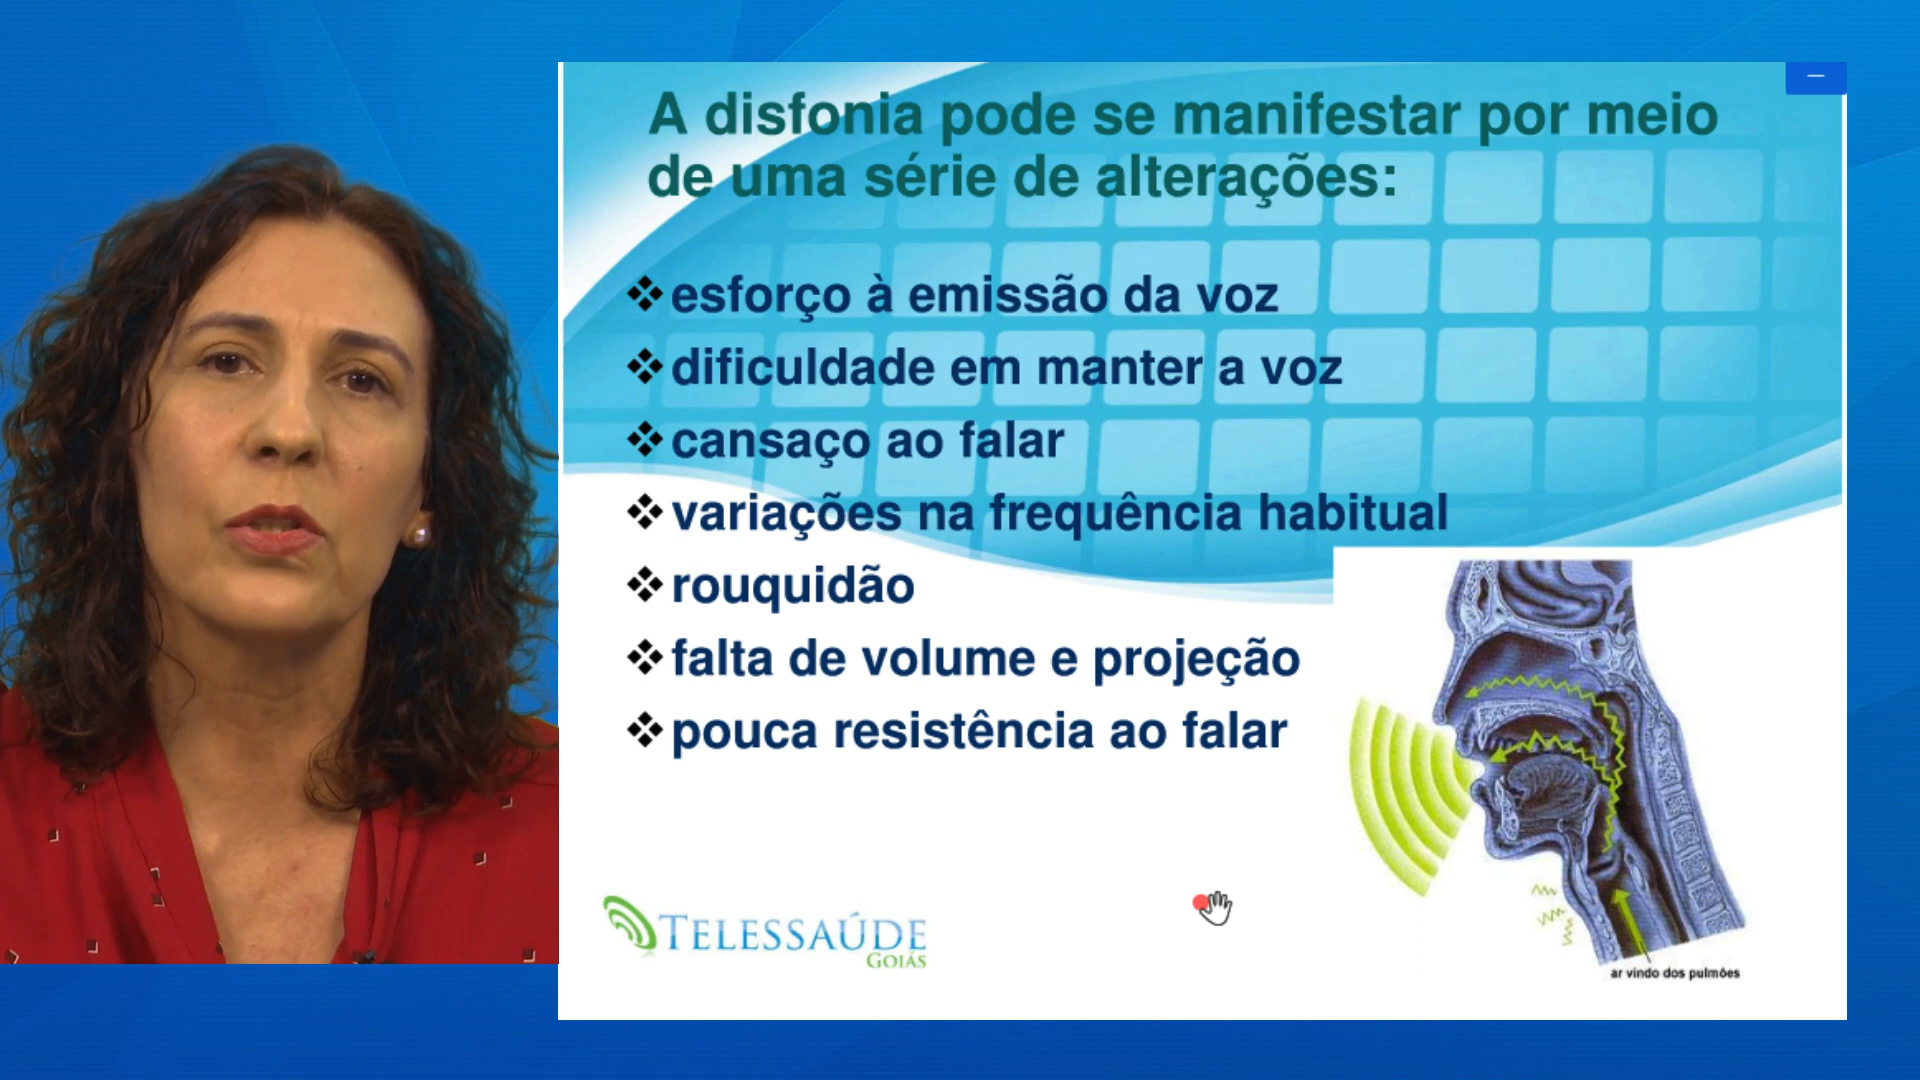 A disfonia pode se manifestar por meio
de uma série de alterações:
❖esforço à emissão da voz
❖dificuldade em manter a voz
❖cansaço ao falar
❖variações na frequência habitual
❖rouquidão
❖falta de volume e projeção
❖pouca resistência ao falar
TELESSAÚDE
GOIÁS
ar vindo dos pulmões